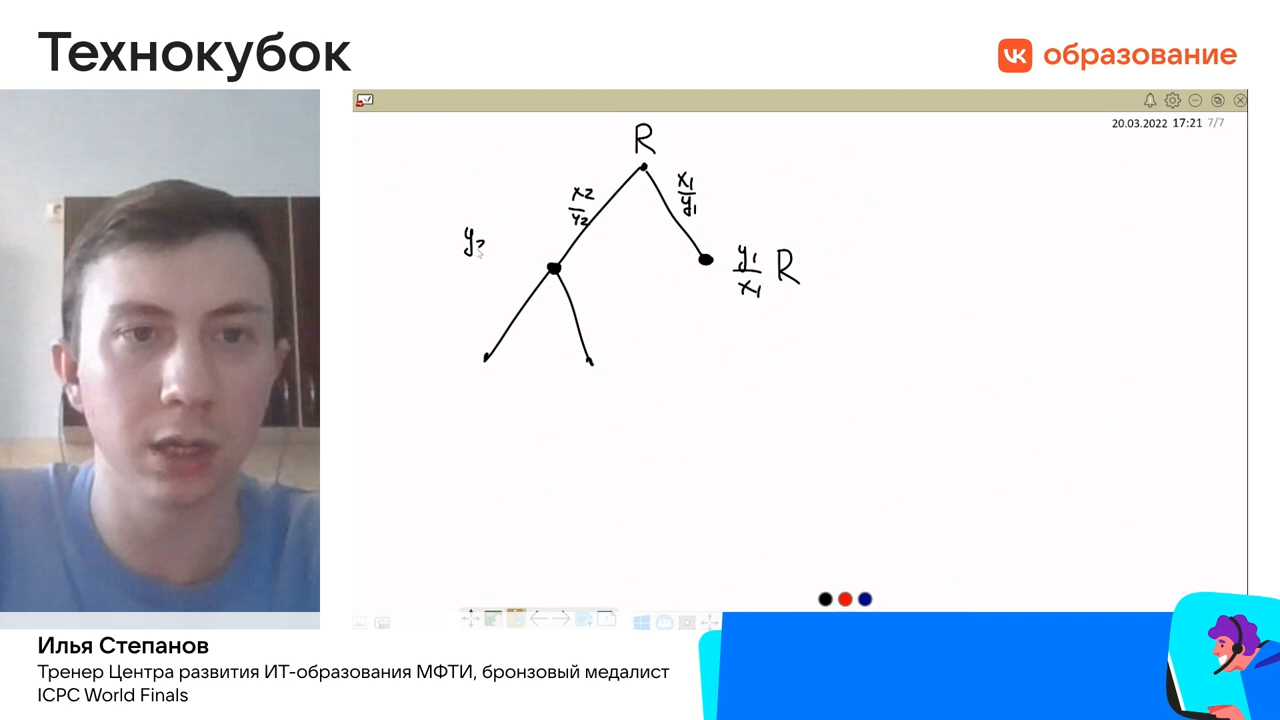 Технокубок
образование
20.03.2022 17:21 7/7
R
x2
y2
x1
y1
y2
y1
x1
R
Илья Степанов
Тренер Центра развития ИТ-образования МФТИ, бронзовый медалист
ICPC World Finals